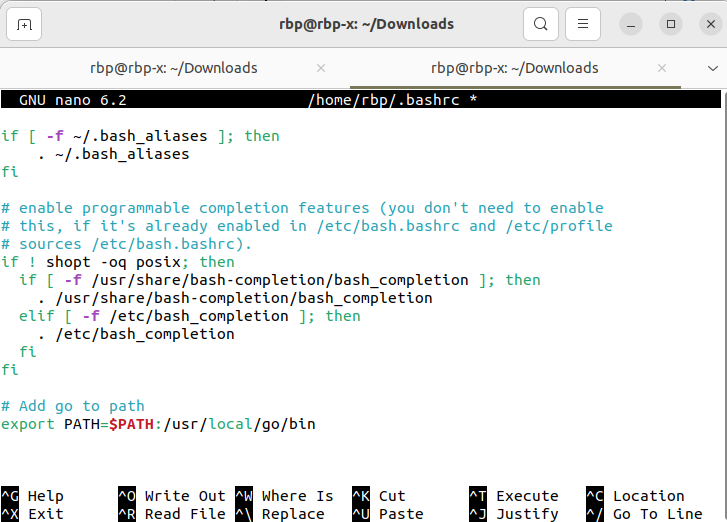 rbp@rbp-x: ~/Downloads
rbp@rbp-x: ~/Downloads × rbp@rbp-x: ~/Downloads ×
GNU nano 6.2 /home/rbp/.bashrc *
if [ -f ~/.bash_aliases ]; then
    . ~/.bash_aliases
fi
# enable programmable completion features (you don't need to enable
# this, if it's already enabled in /etc/bash.bashrc and /etc/profile
# sources /etc/bash.bashrc).
if ! shopt -oq posix; then
  if [ -f /usr/share/bash-completion/bash_completion ]; then
    . /usr/share/bash-completion/bash_completion
  elif [ -f /etc/bash_completion ]; then
    . /etc/bash_completion
  fi
fi
# Add go to path
export PATH=$PATH:/usr/local/go/bin
^G Help ^O Write Out ^W Where Is ^K Cut ^T Execute ^C Location
^X Exit ^R Read File ^\ Replace ^U Paste ^J Justify ^/ Go To Line